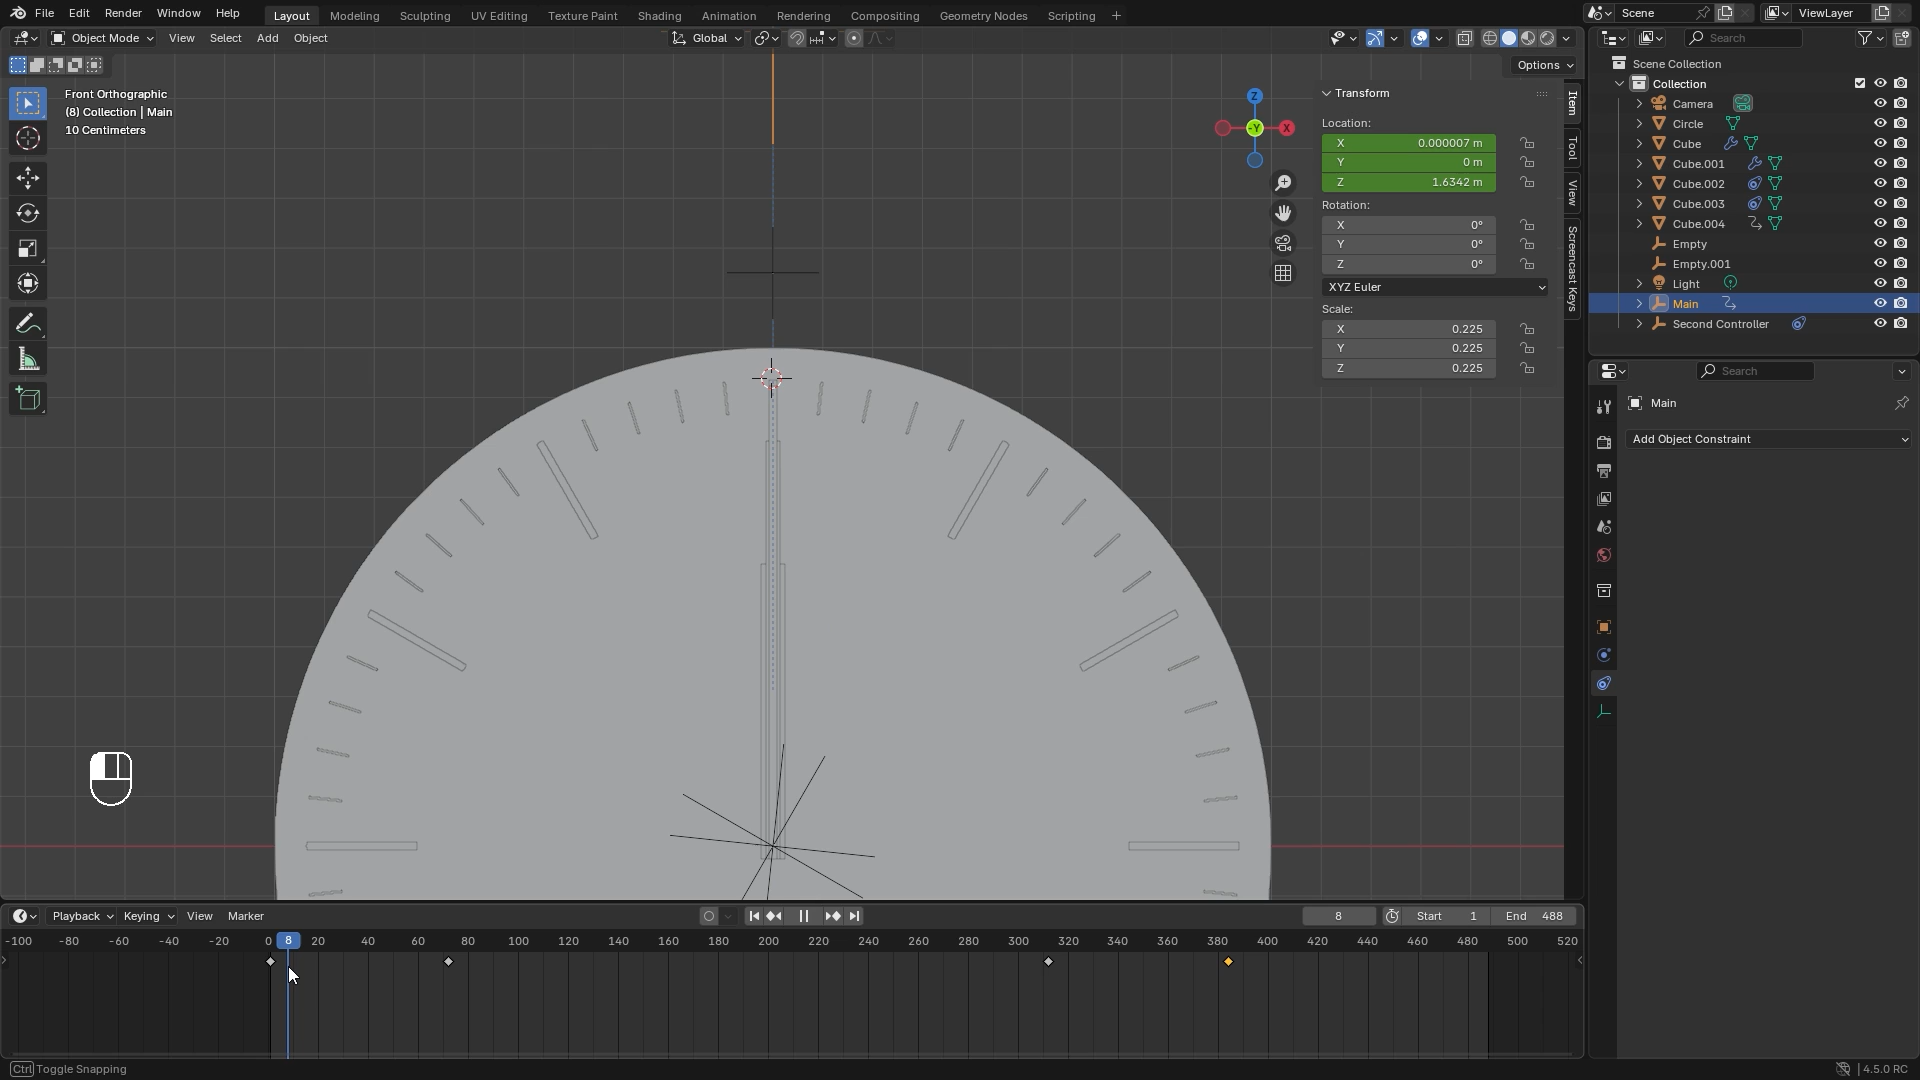 File Edit Render Window Help Layout Modeling Sculpting UV Editing Texture Paint Shading Animation Rendering Compositing Geometry Nodes Scripting + Scene ViewLayer
Object Mode View Select Add Object Global Search
Options
Front Orthographic
(8) Collection | Main
10 Centimeters
Z
-Y
X
Transform
Location:
X 0.000007 m
Y 0 m
Z 1.6342 m
Rotation:
X 0°
Y 0°
Z 0°
XYZ Euler
Scale:
X 0.225
Y 0.225
Z 0.225
Item
Tool
View
Screencast Keys
Scene Collection
Collection
Camera
Circle
Cube
Cube.001
Cube.002
Cube.003
Cube.004
Empty
Empty.001
Light
Main
Second Controller
Search
Main
Add Object Constraint
Playback Keying View Marker 8 Start 1 End 488
-100 -80 -60 -40 -20 0 8 20 40 60 80 100 120 140 160 180 200 220 240 260 280 300 320 340 360 380 400 420 440 460 480 500 520
Ctrl Toggle Snapping 4.5.0 RC